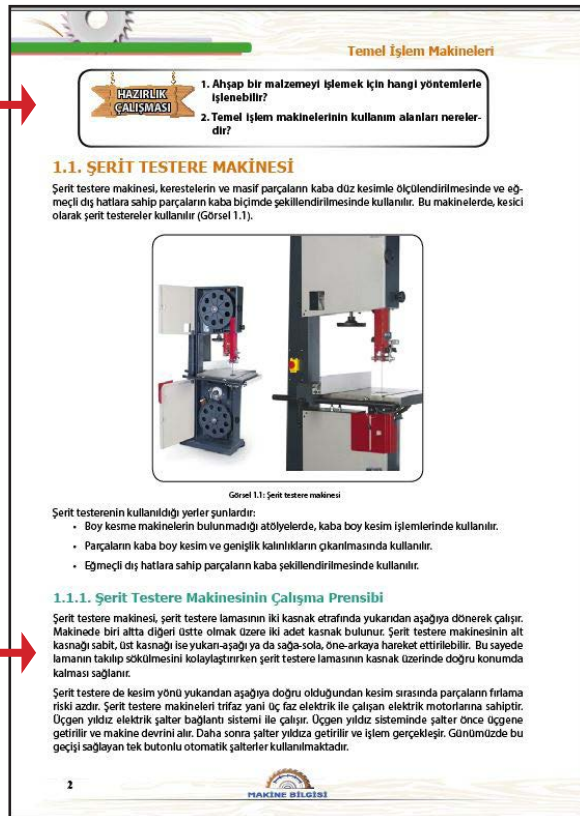 Temel İşlem Makineleri
HAZIRLIK
ÇALIŞMASI
1. Ahşap bir malzemeyi işlemek için hangi yöntemlerle
işlenebilir?
2. Temel işlem makinelerinin kullanım alanları nereler-
dir?
1.1. ŞERİT TESTERE MAKİNESİ
Şerit testere makinesi, kerestelerin ve masif parçaların kaba düz kesimle ölçülendirilmesinde ve eğ-
meçli dış hatlara sahip parçaların kaba biçimde şekillendirilmesinde kullanılır. Bu makinelerde, kesici
olarak şerit testereler kullanılır (Görsel 1.1).
Görsel 1.1: Şerit testere makinesi
Şerit testerenin kullanıldığı yerler şunlardır:
• Boy kesme makinelerin bulunmadığı atölyelerde, kaba boy kesim işlemlerinde kullanılır.
• Parçaların kaba boy kesim ve genişlik kalınlıkların çıkarılmasında kullanılır.
• Eğmeçli dış hatlara sahip parçaların kaba şekillendirilmesinde kullanılır.
1.1.1. Şerit Testere Makinesinin Çalışma Prensibi
Şerit testere makinesi, şerit testere lamasının iki kasnak etrafında yukarıdan aşağıya dönerek çalışır.
Makinede biri altta diğeri üstte olmak üzere iki adet kasnak bulunur. Şerit testere makinesinin alt
kasnağı sabit, üst kasnağı ise yukarı-aşağı ya da sağa-sola, öne-arkaya hareket ettirilebilir. Bu sayede
lamanın takılıp sökülmesini kolaylaştırırken şerit testere lamasının kasnak üzerinde doğru konumda
kalması sağlanır.
Şerit testere de kesim yönü yukarıdan aşağıya doğru olduğundan kesim sırasında parçaların fırlama
riski azdır. Şerit testere makineleri trifaz yani üç faz elektrik ile çalışan elektrik motorlarına sahiptir.
Üçgen yıldız elektrik şalter bağlantı sistemi ile çalışır. Üçgen yıldız sisteminde şalter önce üçgene
getirilir ve makine devrini alır. Daha sonra şalter yıldıza getirilir ve işlem gerçekleşir. Günümüzde bu
geçişi sağlayan tek butonlu otomatik şalterler kullanılmaktadır.
2
MAKİNE BİLGİSİ